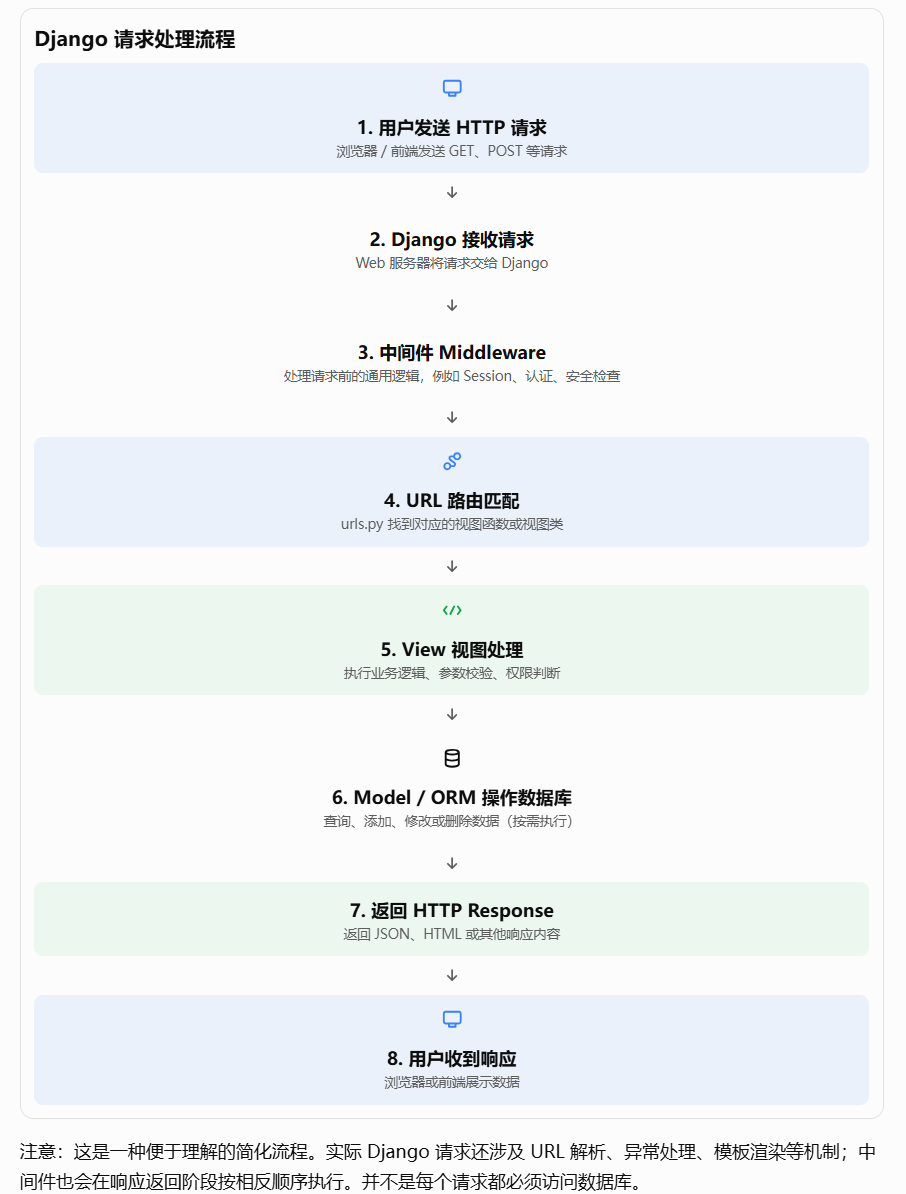 Django 请求处理流程
1. 用户发送 HTTP 请求
浏览器 / 前端发送 GET、POST 等请求
2. Django 接收请求
Web 服务器将请求交给 Django
3. 中间件 Middleware
处理请求前的通用逻辑，例如 Session、认证、安全检查
4. URL 路由匹配
urls.py 找到对应的视图函数或视图类
5. View 视图处理
执行业务逻辑、参数校验、权限判断
6. Model / ORM 操作数据库
查询、添加、修改或删除数据（按需执行）
7. 返回 HTTP Response
返回 JSON、HTML 或其他响应内容
8. 用户收到响应
浏览器或前端展示数据
注意：这是一种便于理解的简化流程。实际 Django 请求还涉及 URL 解析、异常处理、模板渲染等机制；中
间件也会在响应返回阶段按相反顺序执行。并不是每个请求都必须访问数据库。